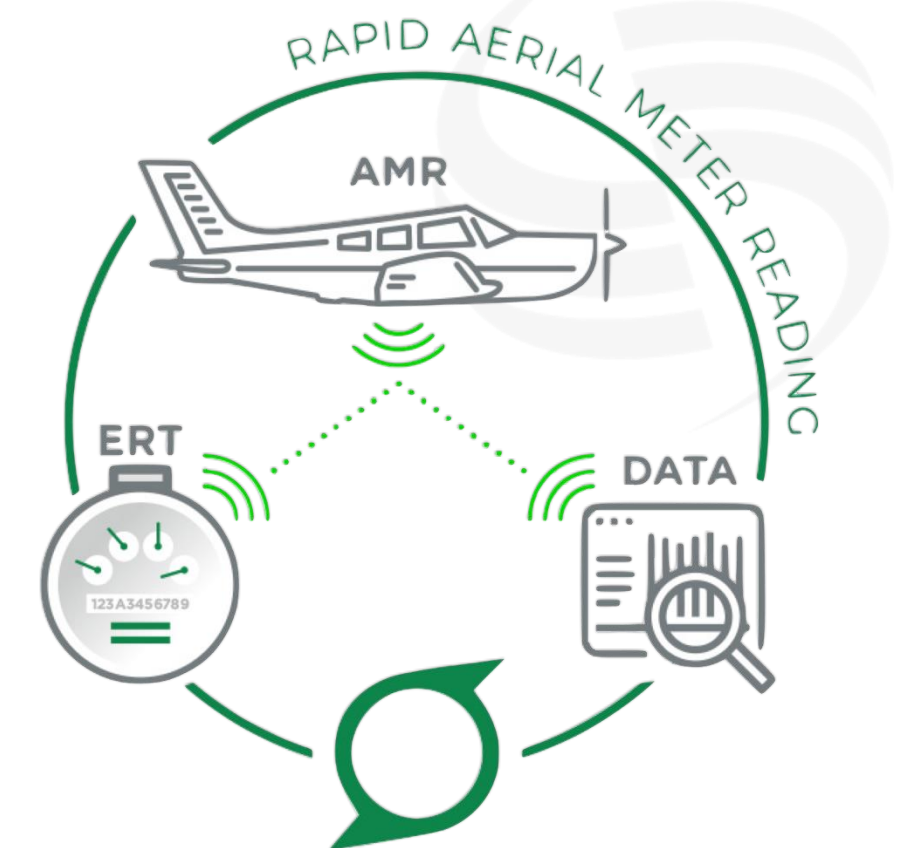 RAPID AERIAL METER READING
AMR
ERT
DATA
123A3456789